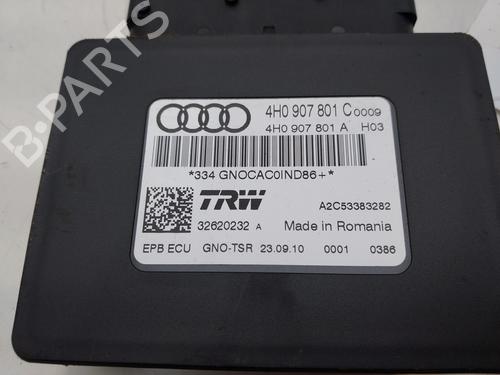 4H0 907 801 C 0009
4H0 907 801 A H03
*334 GNOCAC0IND86+*
TRW
A2C53383282
32620232 A
Made in Romania
EPB ECU GNO-TSR 23.09.10 0001 0386
B-PARTS